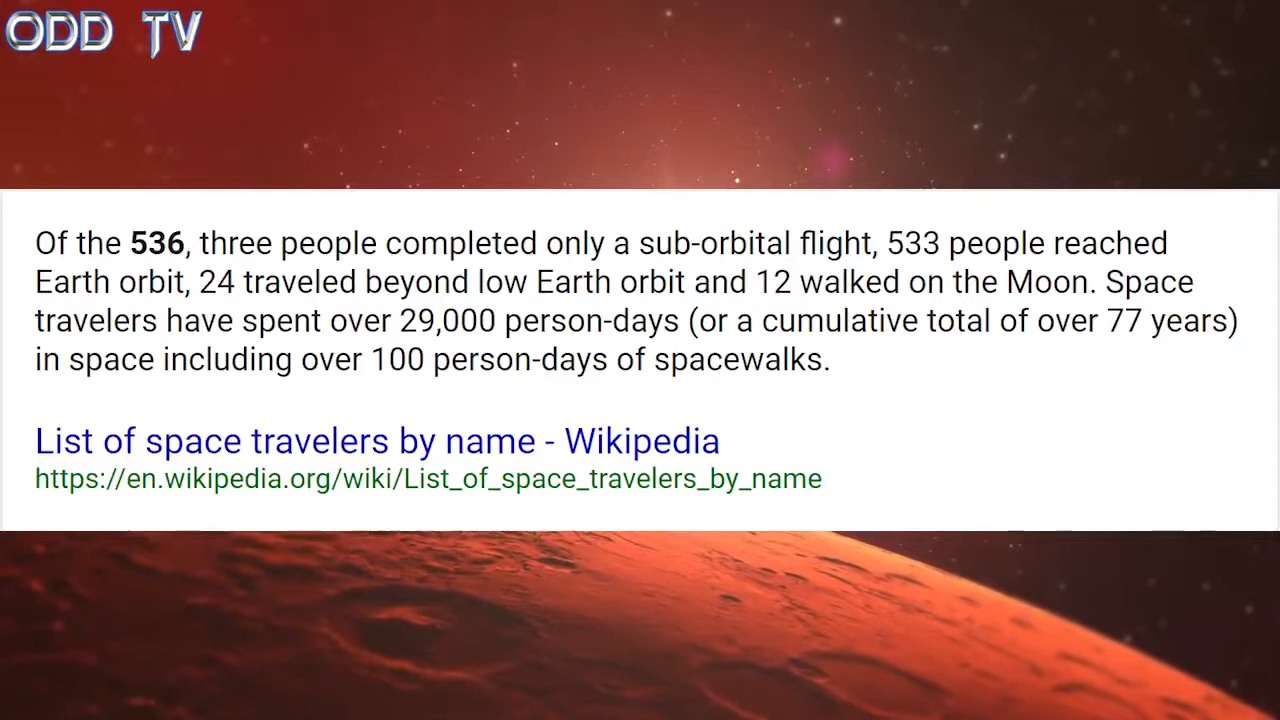 ODD TV
Of the 536, three people completed only a sub-orbital flight, 533 people reached
Earth orbit, 24 traveled beyond low Earth orbit and 12 walked on the Moon. Space
travelers have spent over 29,000 person-days (or a cumulative total of over 77 years)
in space including over 100 person-days of spacewalks.
List of space travelers by name - Wikipedia
https://en.wikipedia.org/wiki/List_of_space_travelers_by_name